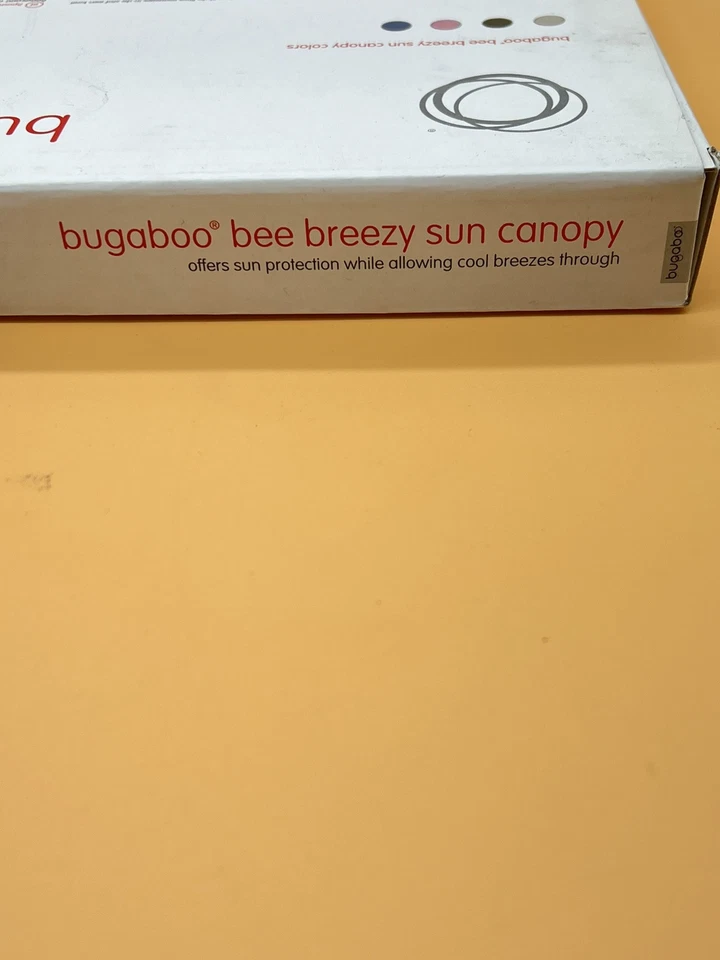 bugaboo® bee breezy sun canopy colors
bu
®
bugaboo® bee breezy sun canopy
offers sun protection while allowing cool breezes through
bugaboo